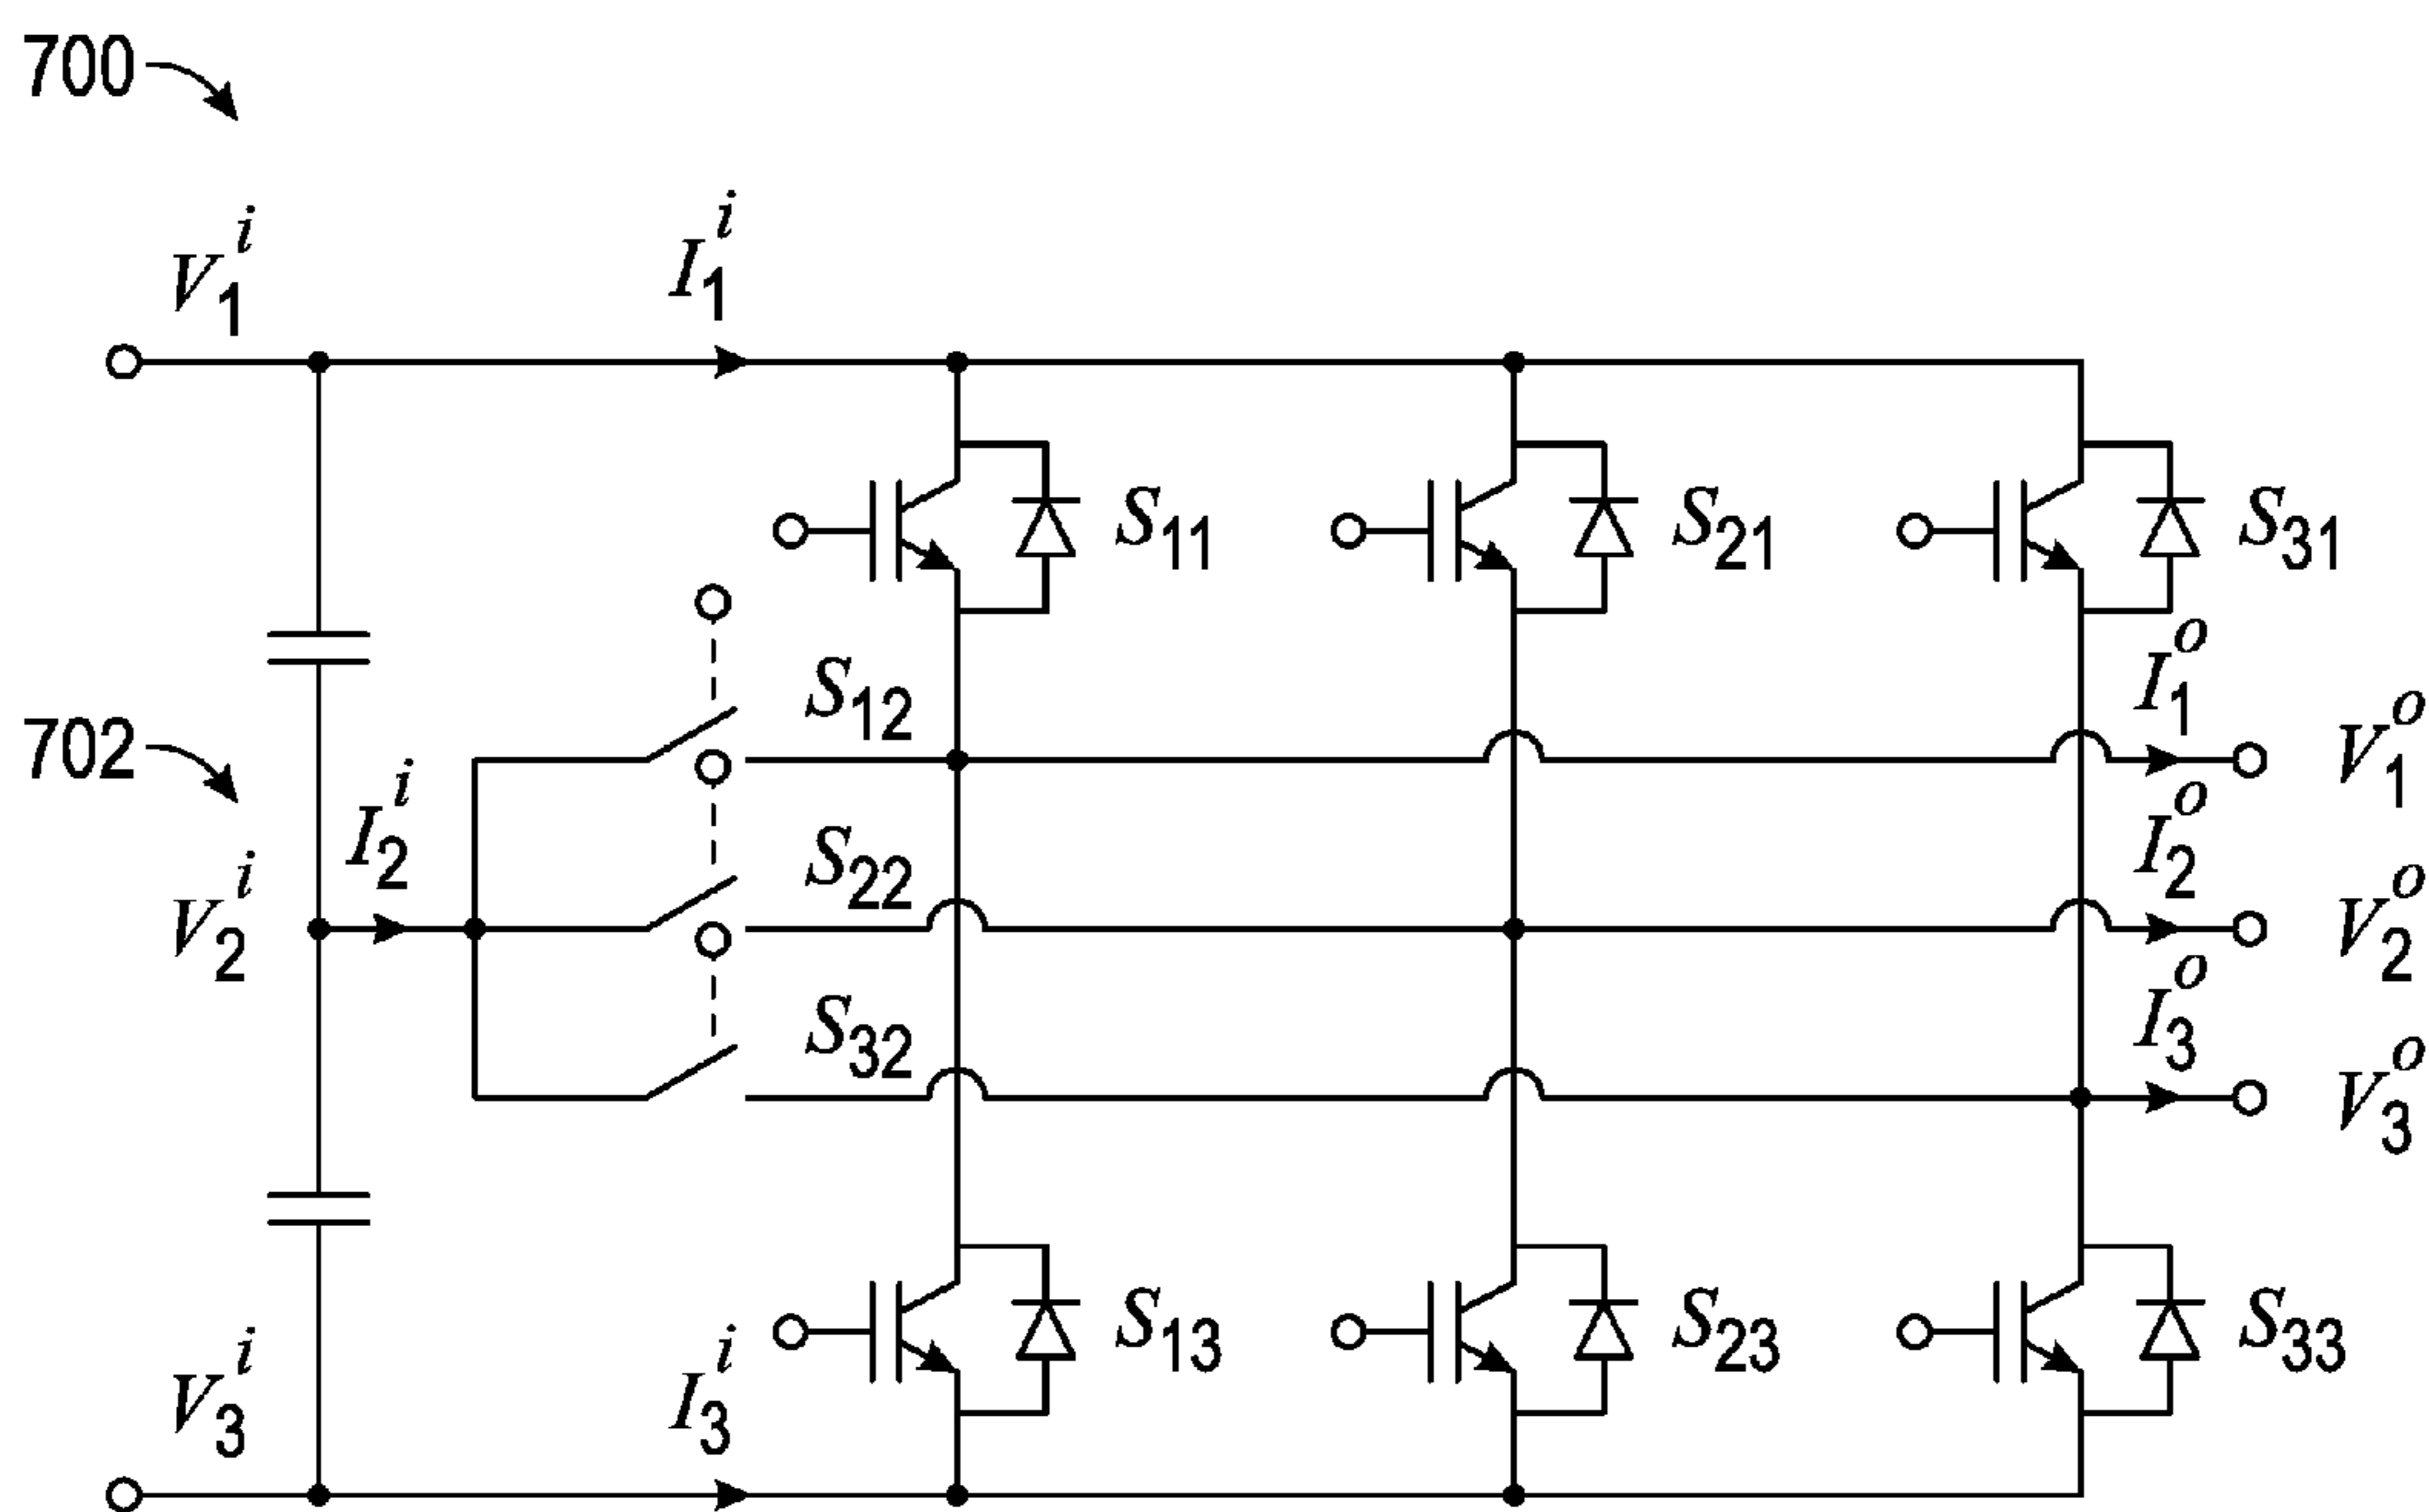 700
V₁ⁱ
I₁ⁱ
S₁₁
S₂₁
S₃₁
S₁₂
I₁ᵒ
V₁ᵒ
702
I₂ⁱ
S₂₂
I₂ᵒ
V₂ⁱ
V₂ᵒ
S₃₂
I₃ᵒ
V₃ᵒ
V₃ⁱ
I₃ⁱ
S₁₃
S₂₃
S₃₃